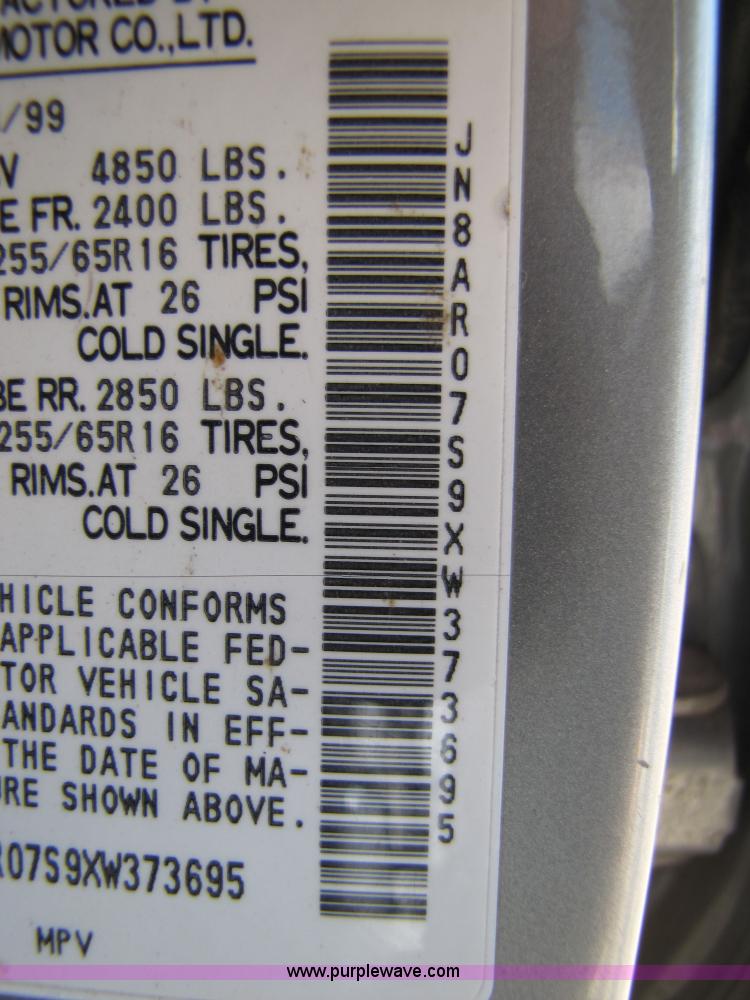 MOTOR CO.,LTD.
/99
4850 LBS.
FR. 2400 LBS.
255/65R16 TIRES,
RIMS.AT 26 PSI
COLD SINGLE.
RR. 2850 LBS.
255/65R16 TIRES,
RIMS.AT 26 PSI
COLD SINGLE.
HICLE CONFORMS
APPLICABLE FED-
TOR VEHICLE SA-
ANDARDS IN EFF-
THE DATE OF MA-
URE SHOWN ABOVE.
R07S9XW373695
MPV
JN8AR07S9XW373695
www.purplewave.com